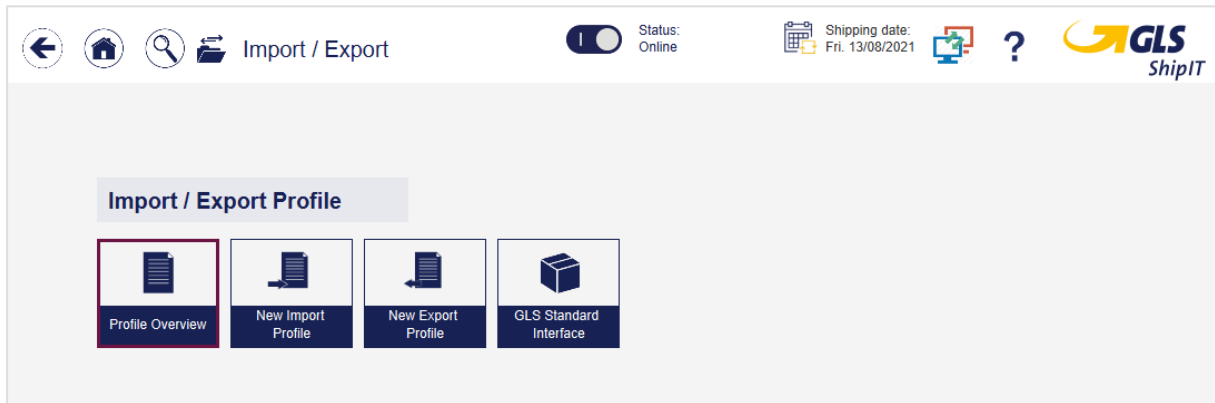 Import / Export
Status:
Online
Shipping date:
Fri. 13/08/2021
?
GLS
ShipIT
Import / Export Profile
Profile Overview
New Import
Profile
New Export
Profile
GLS Standard
Interface